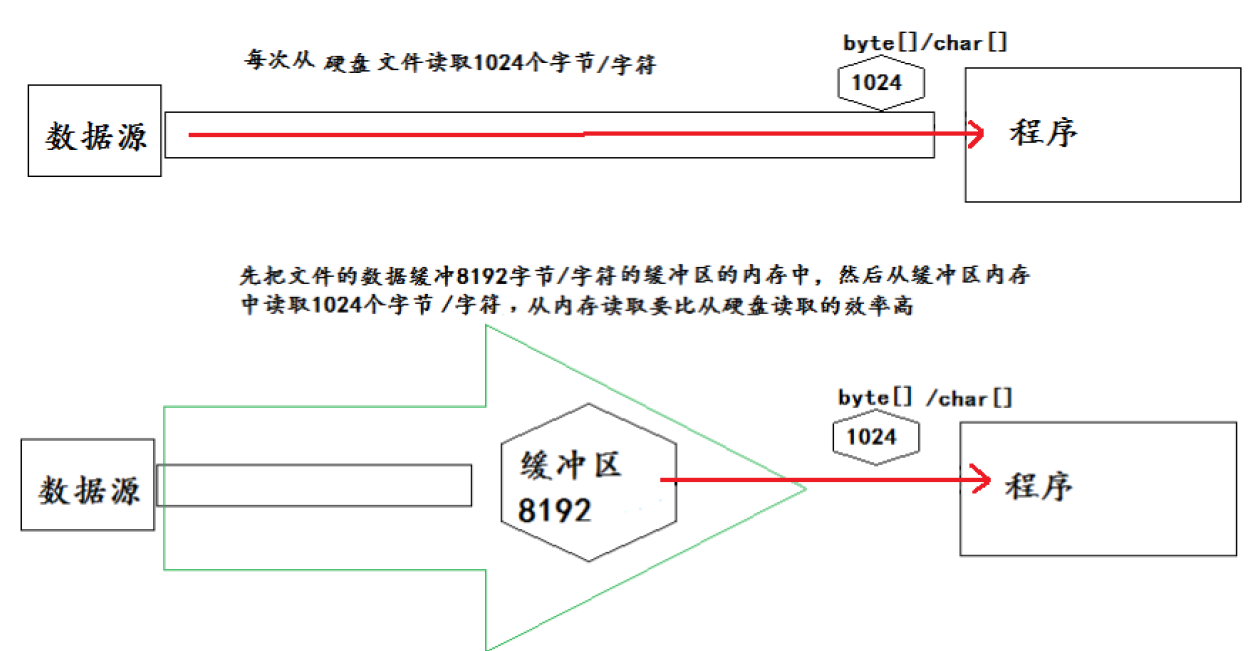 byte[]/char[]
每次从 硬盘 文件读取1024个字节/字符
1024
数据源
程序
先把文件的数据缓冲8192字节/字符的缓冲区的内存中，然后从缓冲区内存
中读取1024个字节 /字符，从内存读取要比从硬盘读取的效率高
byte[] /char[]
1024
缓冲区
8192
数据源
程序